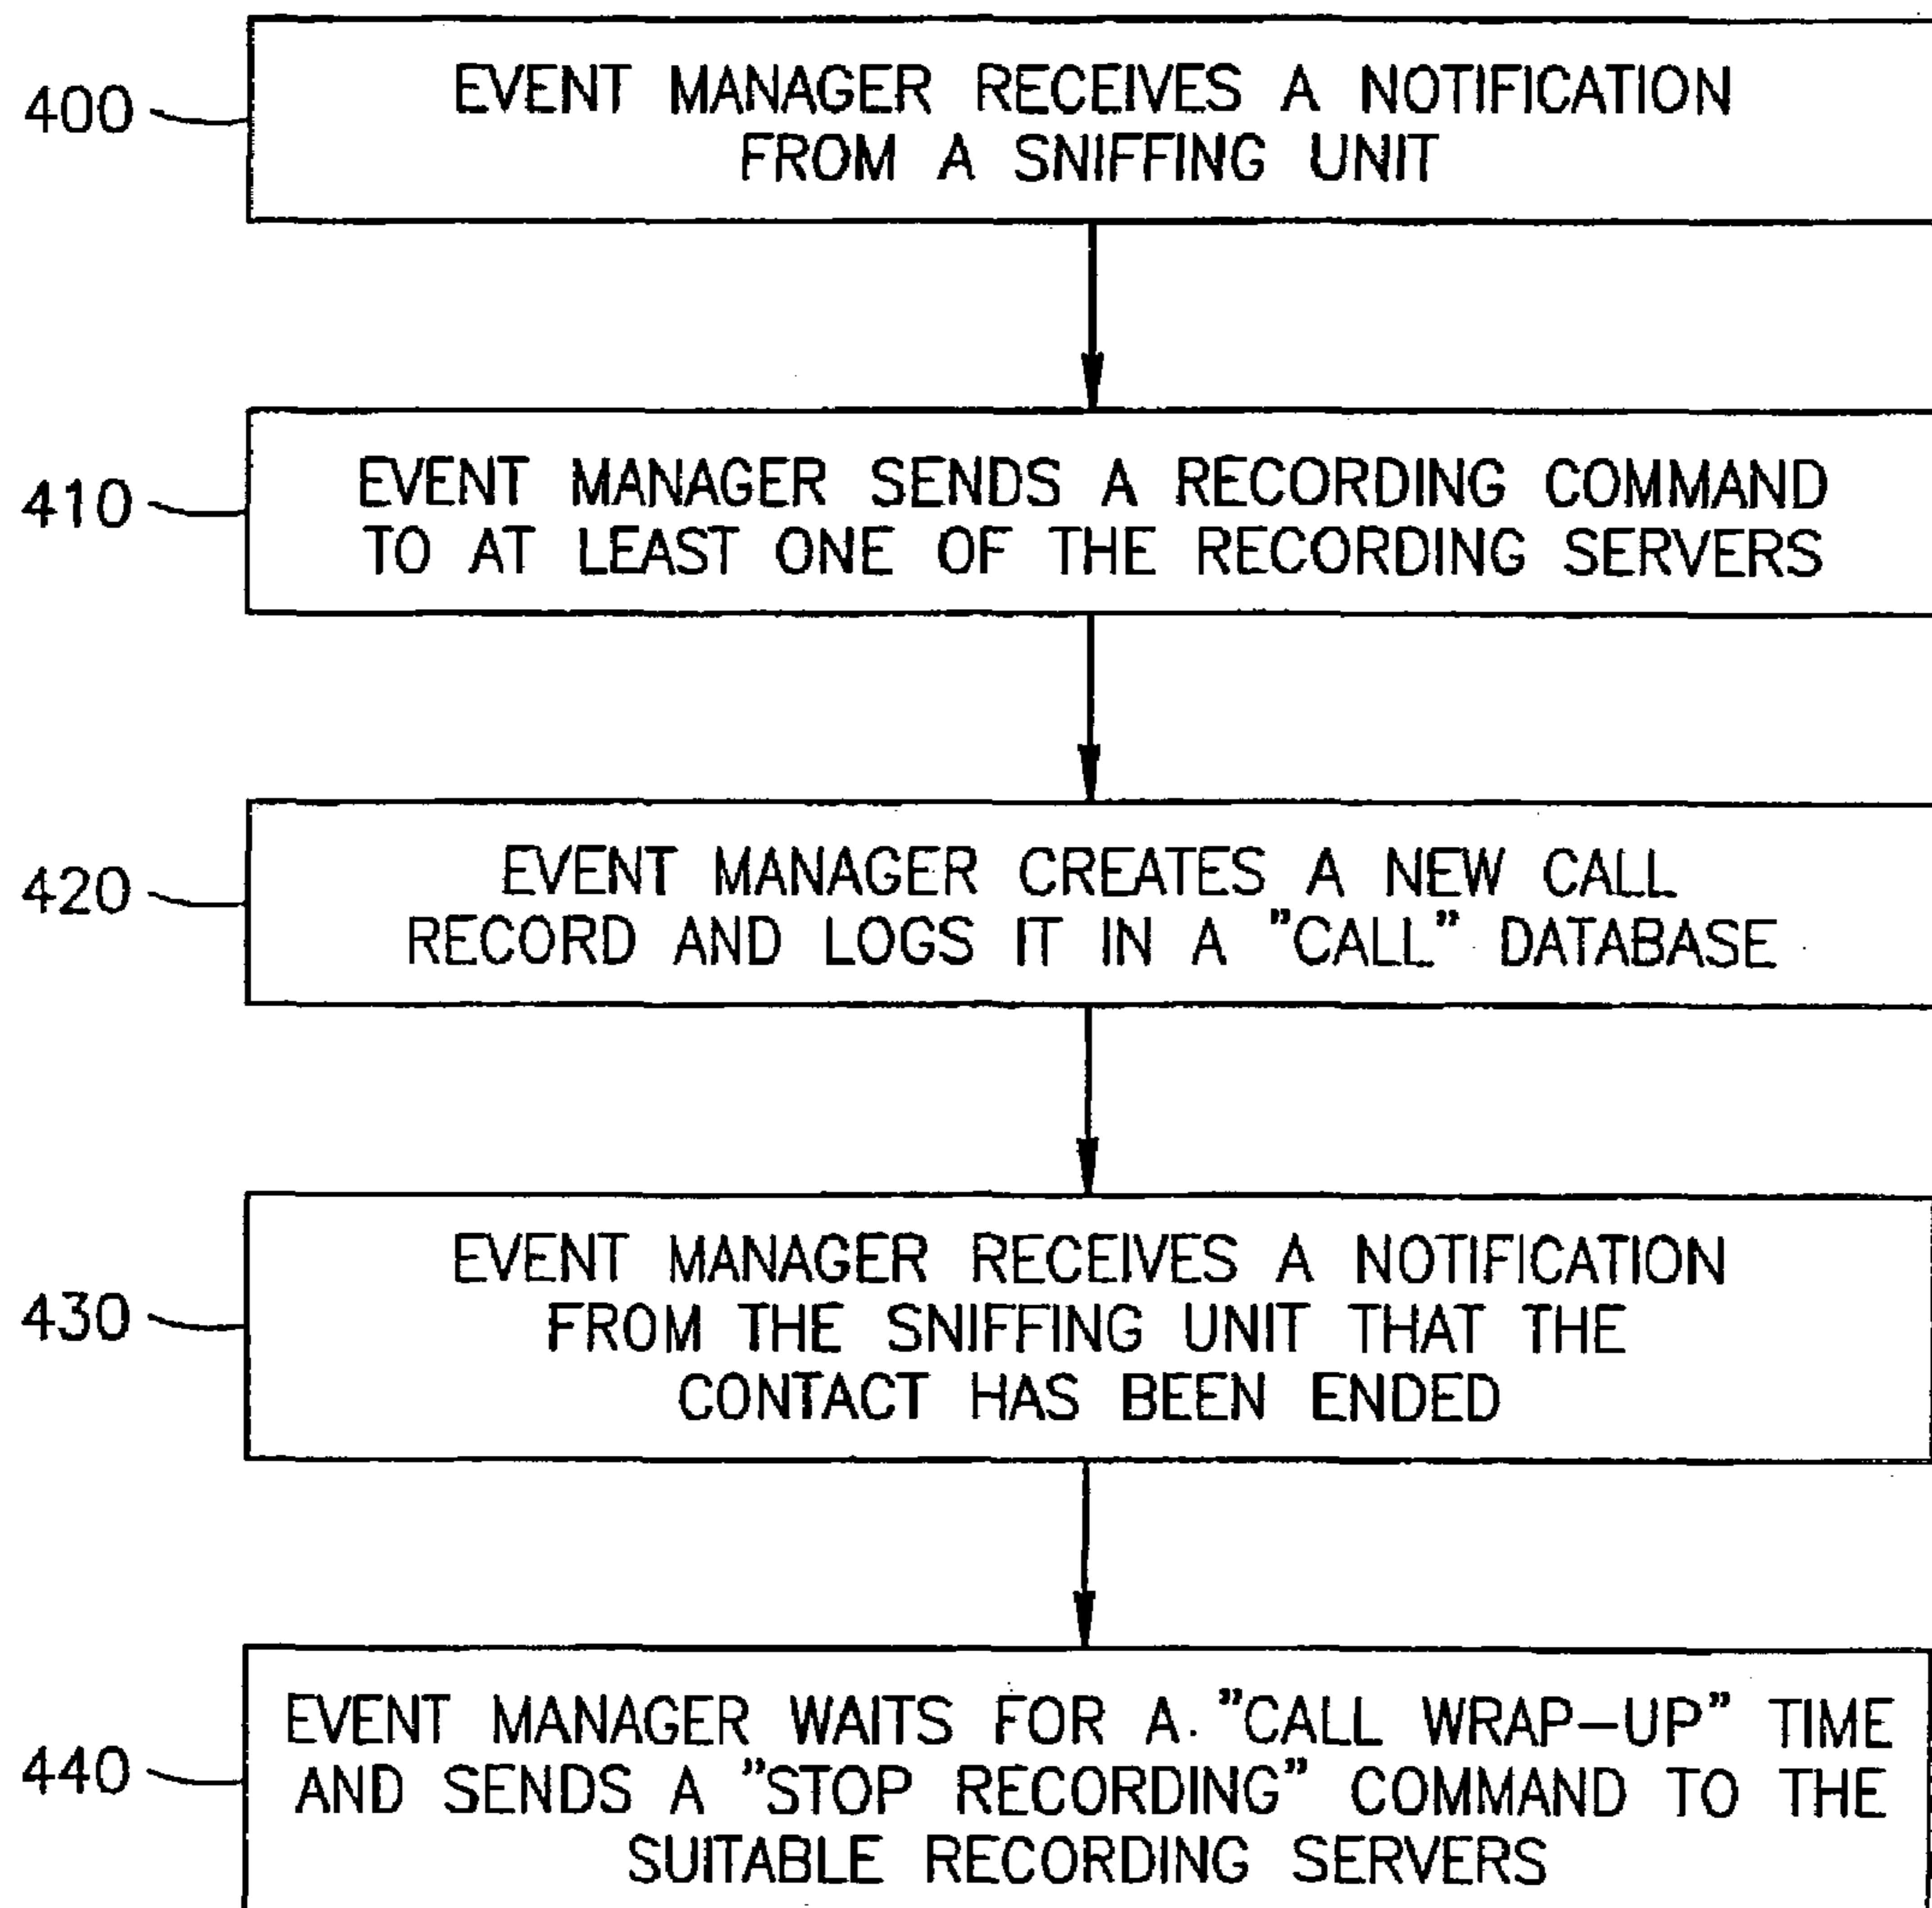 400
EVENT MANAGER RECEIVES A NOTIFICATION
FROM A SNIFFING UNIT
410
EVENT MANAGER SENDS A RECORDING COMMAND
TO AT LEAST ONE OF THE RECORDING SERVERS
420
EVENT MANAGER CREATES A NEW CALL
RECORD AND LOGS IT IN A "CALL" DATABASE
430
EVENT MANAGER RECEIVES A NOTIFICATION
FROM THE SNIFFING UNIT THAT THE
CONTACT HAS BEEN ENDED
440
EVENT MANAGER WAITS FOR A "CALL WRAP-UP" TIME
AND SENDS A "STOP RECORDING" COMMAND TO THE
SUITABLE RECORDING SERVERS